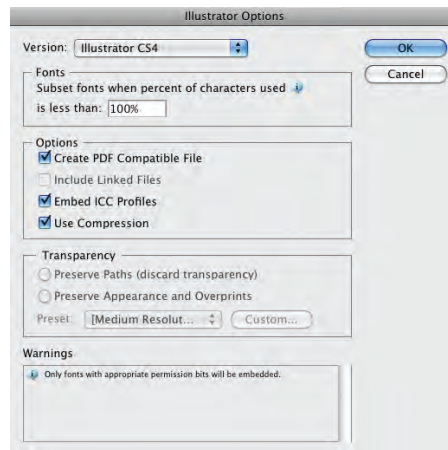 Illustrator Options
Version: Illustrator CS4
OK
Cancel
Fonts
Subset fonts when percent of characters used
is less than: 100%
Options
Create PDF Compatible File
Include Linked Files
Embed ICC Profiles
Use Compression
Transparency
Preserve Paths (discard transparency)
Preserve Appearance and Overprints
Preset: [Medium Resolut... Custom...
Warnings
Only fonts with appropriate permission bits will be embedded.